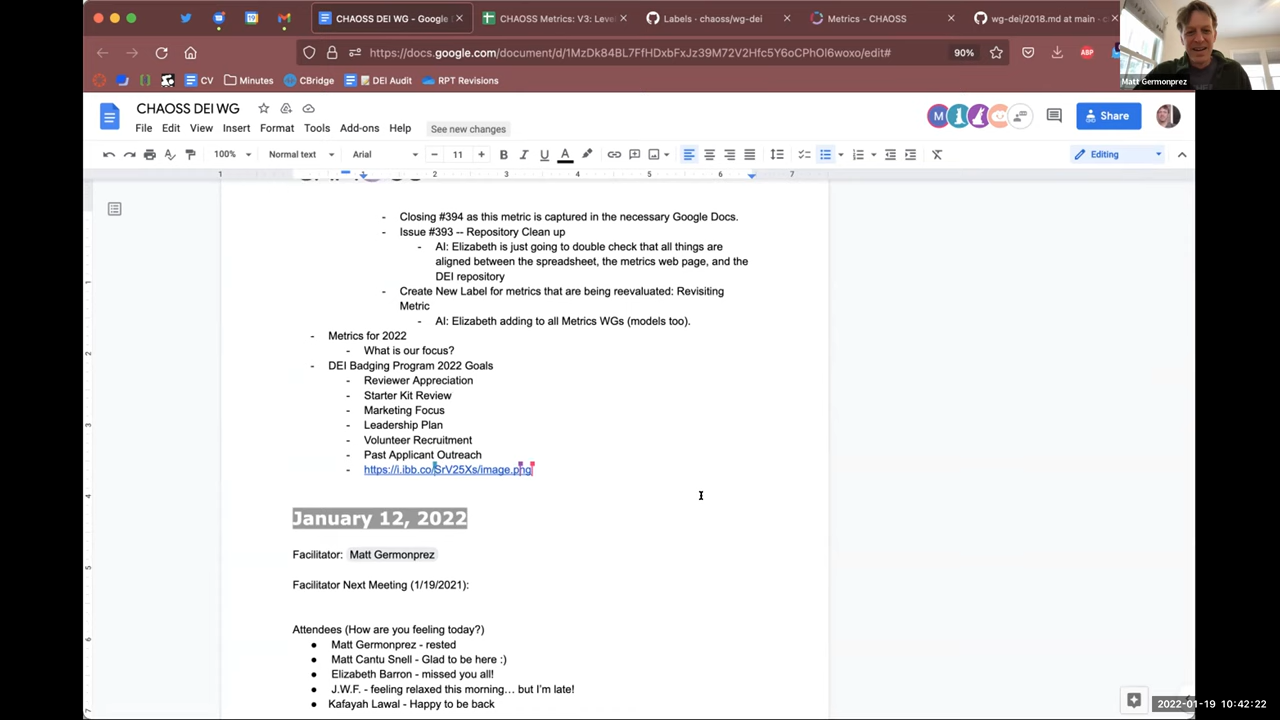 CHAOSS DEI WG - Google
CHAOSS Metrics: V3: Level
Labels · chaoss/wg-dei
Metrics - CHAOSS
wg-dei/2018.md at main · c
https://docs.google.com/document/d/1MzDk84BL7FfHDxbFxJz39M72V2Hfc5Y6oCPhOl6woxo/edit#
90%
ABP
CV
Minutes
CBridge
DEI Audit
RPT Revisions
Matt Germonprez
CHAOSS DEI WG
File Edit View Insert Format Tools Add-ons Help
See new changes
M
Share
100%
Normal text
Arial
11
Editing
1 2 3 4 5 6 7
- Closing #394 as this metric is captured in the necessary Google Docs.
- Issue #393 -- Repository Clean up
- AI: Elizabeth is just going to double check that all things are
aligned between the spreadsheet, the metrics web page, and the
DEI repository
- Create New Label for metrics that are being reevaluated: Revisiting
Metric
- AI: Elizabeth adding to all Metrics WGs (models too).
- Metrics for 2022
- What is our focus?
- DEI Badging Program 2022 Goals
- Reviewer Appreciation
- Starter Kit Review
- Marketing Focus
- Leadership Plan
- Volunteer Recruitment
- Past Applicant Outreach
- https://i.ibb.co/SrV25Xs/image.png
January 12, 2022
Facilitator: Matt Germonprez
Facilitator Next Meeting (1/19/2021):
Attendees (How are you feeling today?)
● Matt Germonprez - rested
● Matt Cantu Snell - Glad to be here :)
● Elizabeth Barron - missed you all!
● J.W.F. - feeling relaxed this morning… but I'm late!
● Kafayah Lawal - Happy to be back
2022-01-19 10:42:22